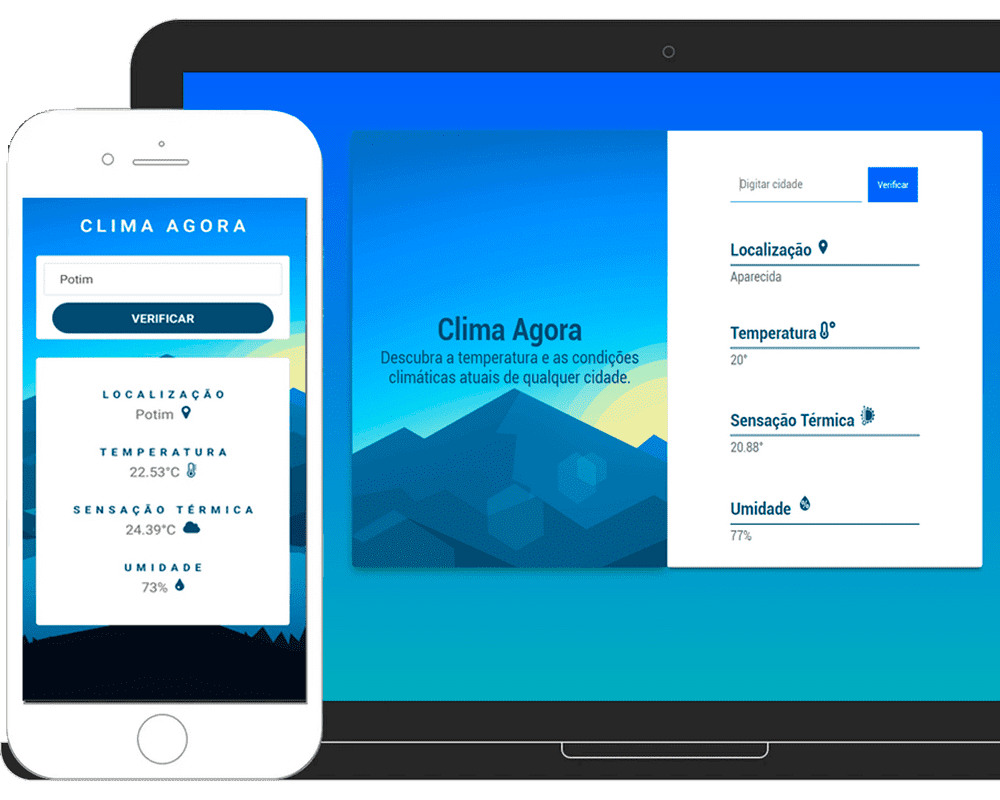 CLIMA AGORA
Potim
VERIFICAR
LOCALIZAÇÃO
Potim
TEMPERATURA
22.53°C
SENSAÇÃO TÉRMICA
24.39°C
UMIDADE
73%
Clima Agora
Descubra a temperatura e as condições
climáticas atuais de qualquer cidade.
Digitar cidade
Verificar
Localização
Aparecida
Temperatura
20°
Sensação Térmica
20.88°
Umidade
77%